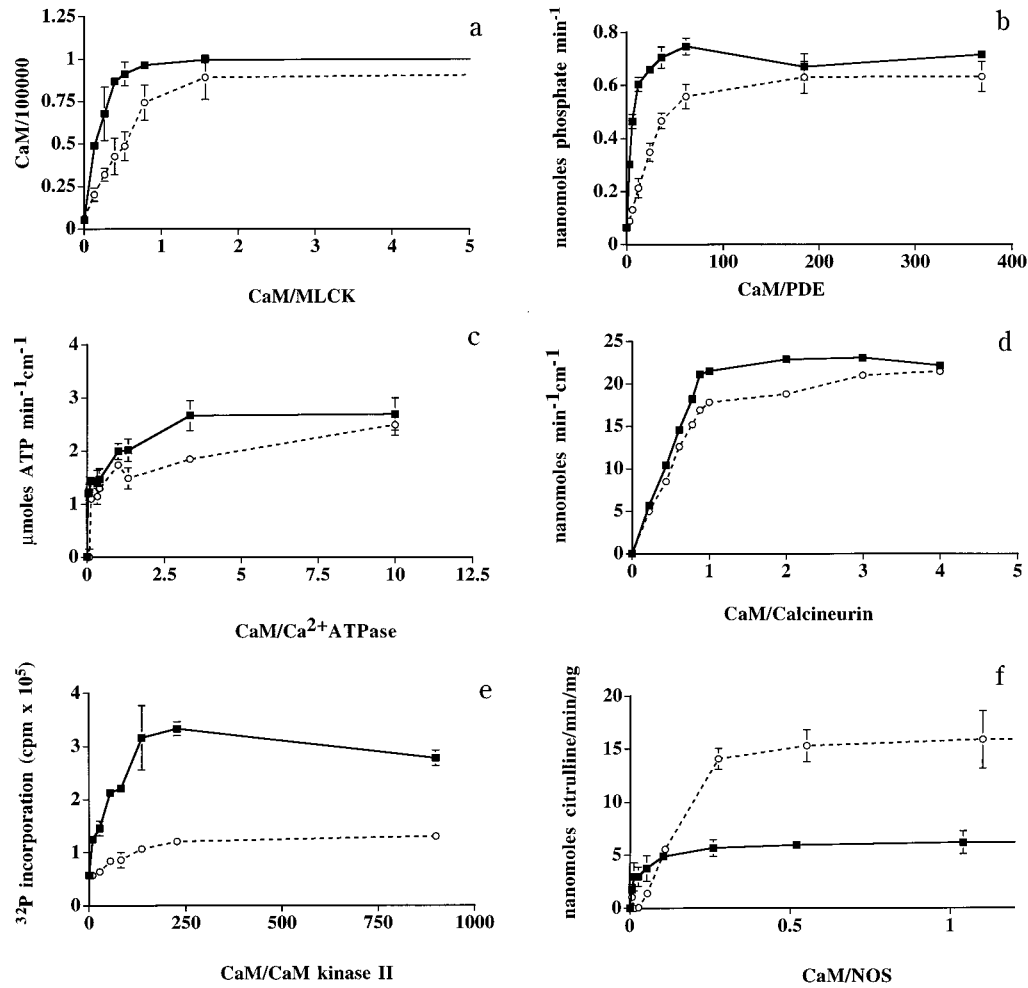 a
CaM/100000
1.25
1
0.75
0.5
0.25
0
0 1 2 3 4 5
CaM/MLCK
b
nanomoles phosphate min-1
0.8
0.6
0.4
0.2
0
0 100 200 300 400
CaM/PDE
c
μmoles ATP min-1cm-1
4
3
2
1
0
0 2.5 5 7.5 10 12.5
CaM/Ca2+ATPase
d
nanomoles min-1cm-1
25
20
15
10
5
0
0 1 2 3 4 5
CaM/Calcineurin
e
32P incorporation (cpm x 105)
4
3
2
1
0
0 250 500 750 1000
CaM/CaM kinase II
f
nanomoles citrulline/min/mg
20
15
10
5
0
0 0.5 1
CaM/NOS